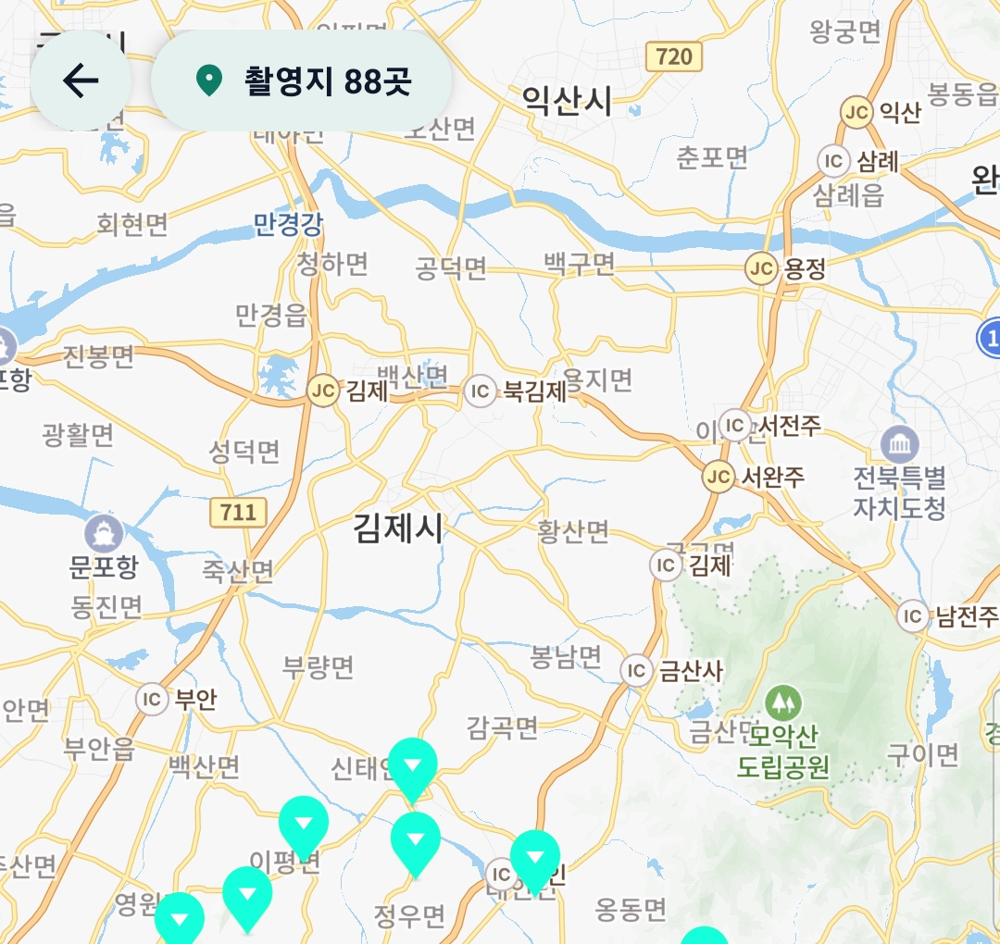 촬영지 88곳
왕궁면
720
익산시
봉동읍
JC 익산
오산면
춘포면
IC 삼례
삼례읍
회현면
만경강
청하면
공덕면
백구면
JC 용정
만경읍
진봉면
백산면
용지면
JC 김제
IC 북김제
광활면
IC 서전주
성덕면
JC 서완주
전북특별
자치도청
711
김제시
황산면
문포항
죽산면
IC 김제
동진면
IC 남전주
부량면
봉남면
IC 금산사
IC 부안
감곡면
모악산
도립공원
부안읍
백산면
구이면
이평면
IC
정우면
옹동면